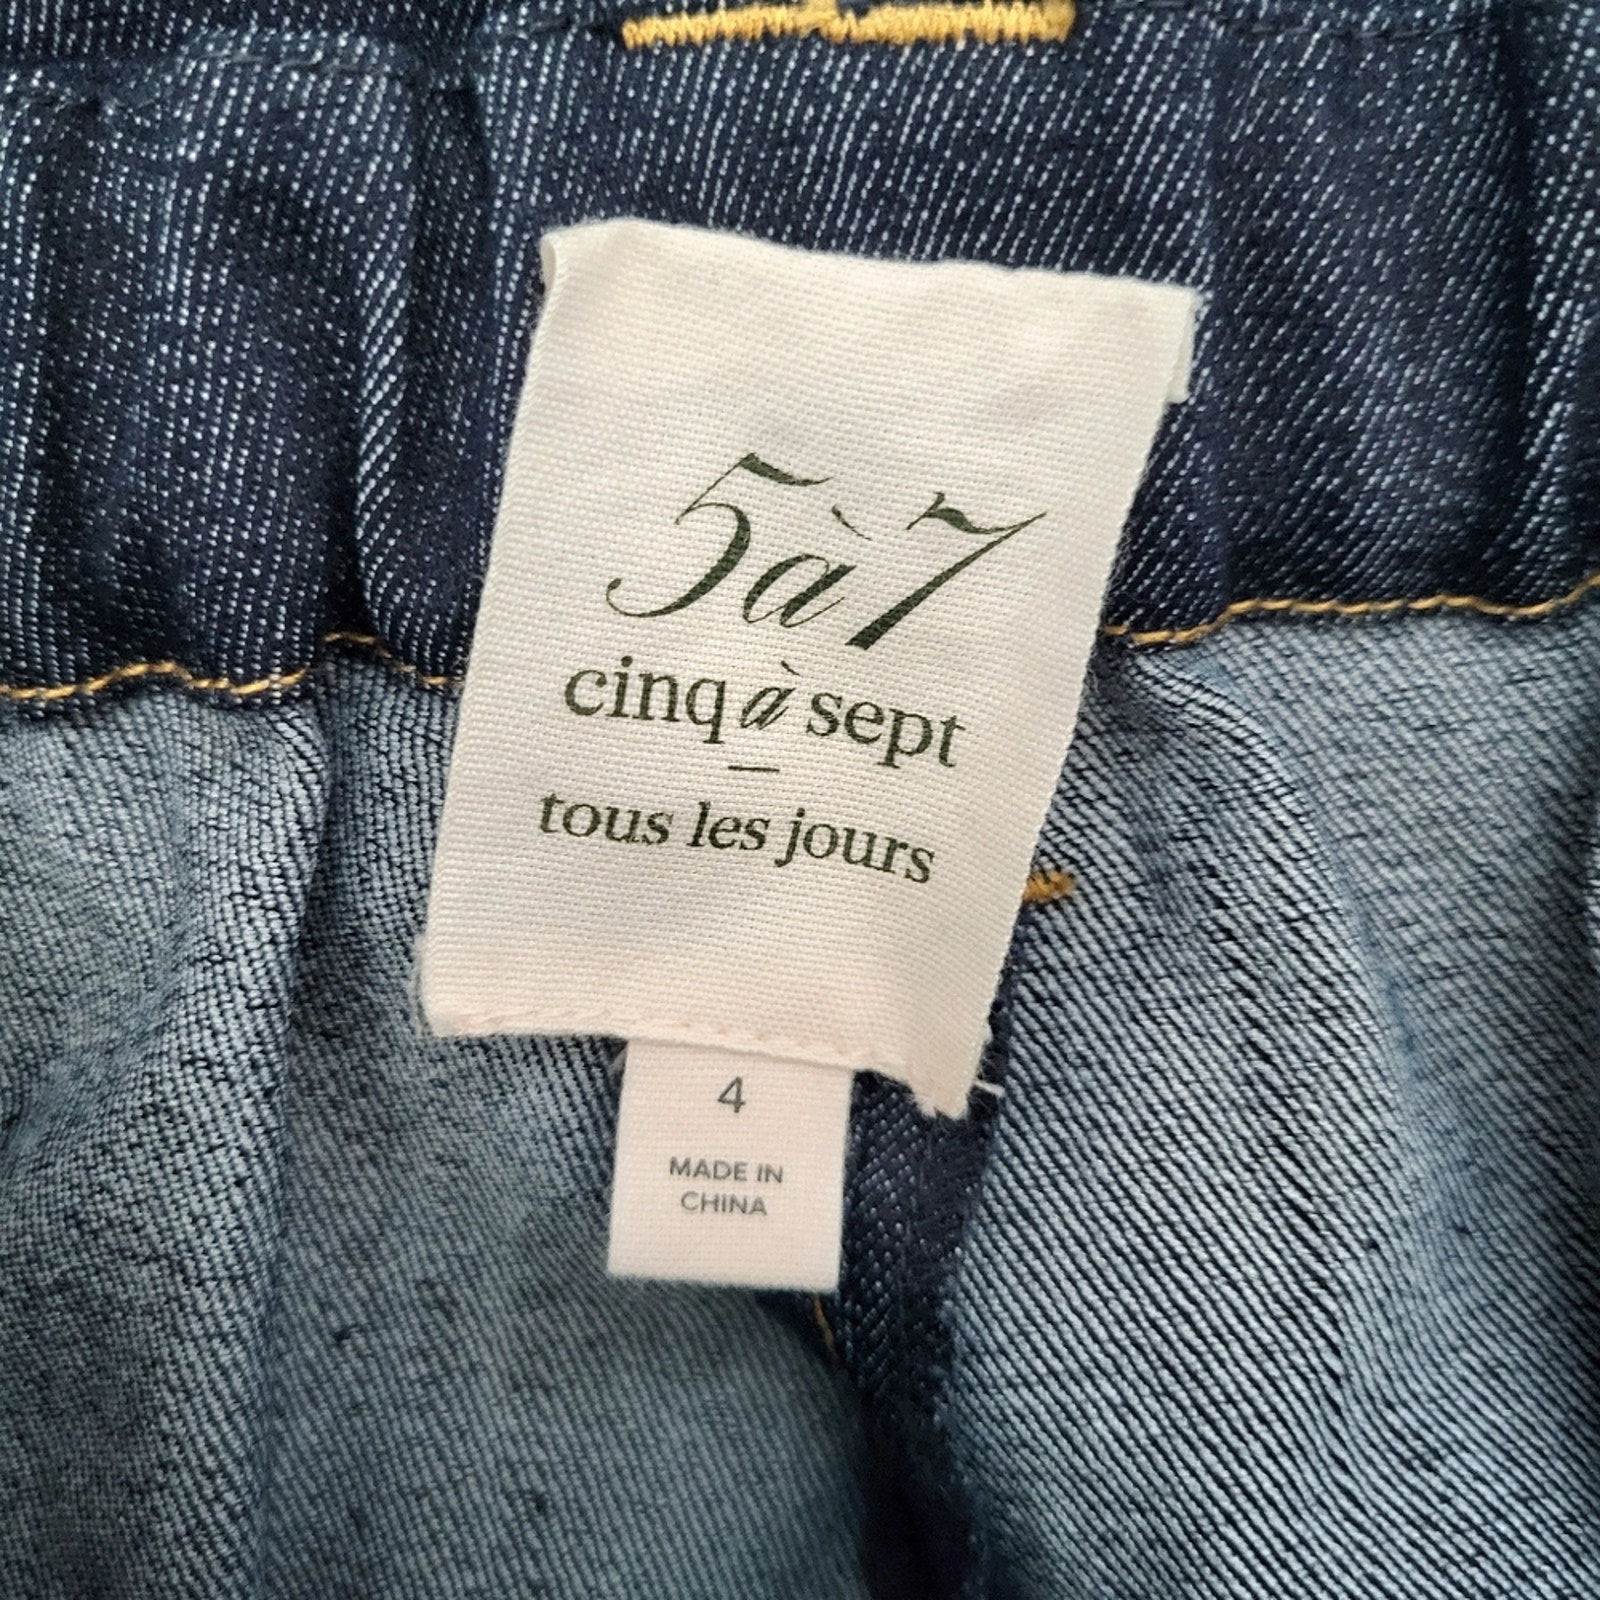 5à7
cinq à sept
—
tous les jours
4
MADE IN
CHINA